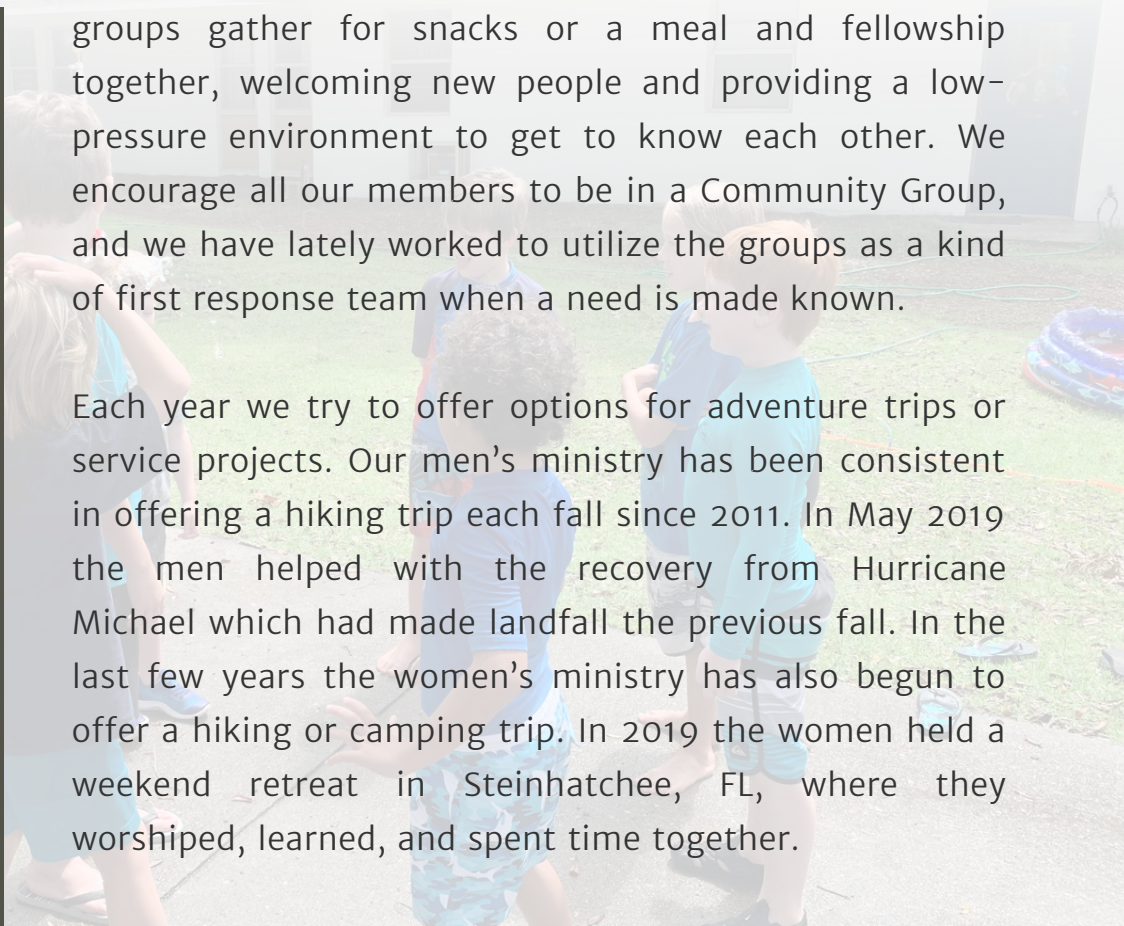 groups gather for snacks or a meal and fellowship
together, welcoming new people and providing a low-
pressure environment to get to know each other. We
encourage all our members to be in a Community Group,
and we have lately worked to utilize the groups as a kind
of first response team when a need is made known.
Each year we try to offer options for adventure trips or
service projects. Our men’s ministry has been consistent
in offering a hiking trip each fall since 2011. In May 2019
the men helped with the recovery from Hurricane
Michael which had made landfall the previous fall. In the
last few years the women’s ministry has also begun to
offer a hiking or camping trip. In 2019 the women held a
weekend retreat in Steinhatchee, FL, where they
worshiped, learned, and spent time together.